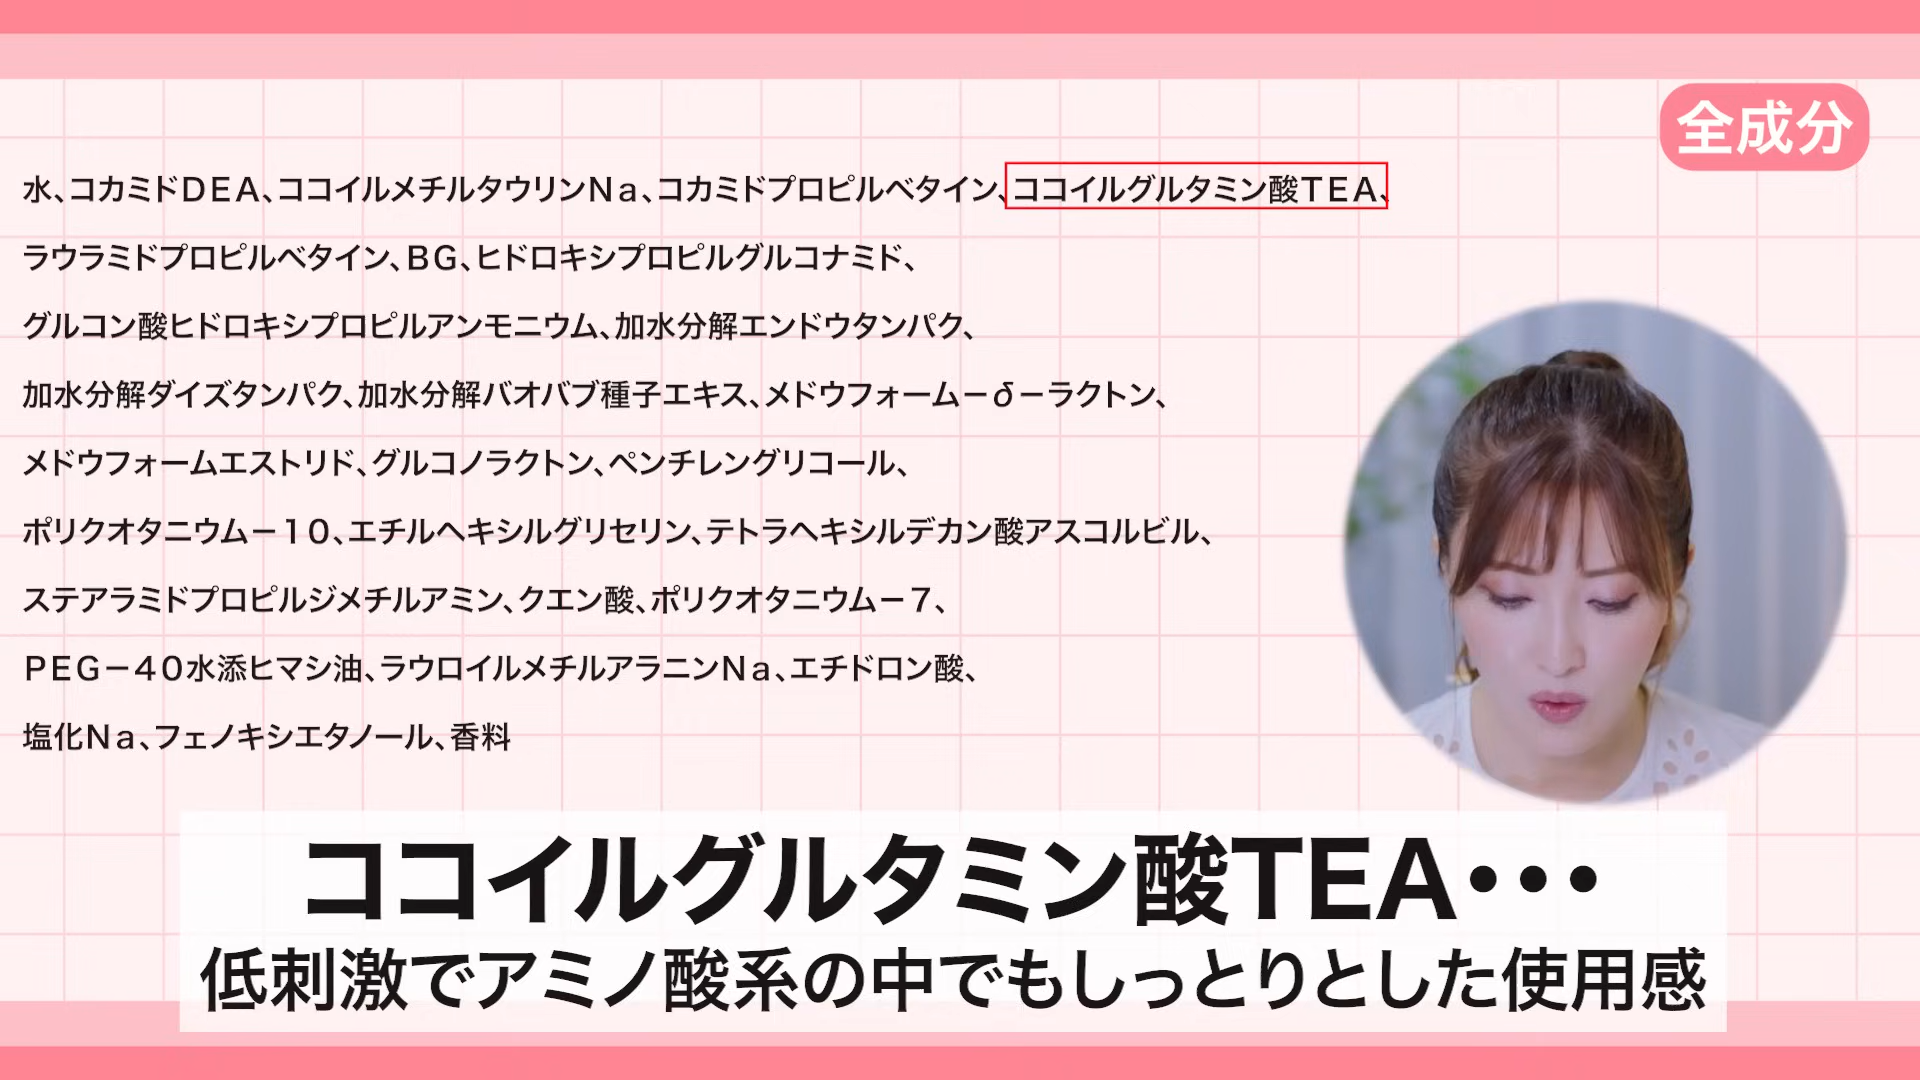 全成分
水、コカミドDEA、ココイルメチルタウリンNa、コカミドプロピルベタイン、ココイルグルタミン酸TEA、
ラウラミドプロピルベタイン、BG、ヒドロキシプロピルグルコナミド、
グルコン酸ヒドロキシプロピルアンモニウム、加水分解エンドウタンパク、
加水分解ダイズタンパク、加水分解バオバブ種子エキス、メドウフォーム－δ－ラクトン、
メドウフォームエストリド、グルコノラクトン、ペンチレングリコール、
ポリクオタニウム－10、エチルヘキシルグリセリン、テトラヘキシルデカン酸アスコルビル、
ステアラミドプロピルジメチルアミン、クエン酸、ポリクオタニウム－7、
PEG－40水添ヒマシ油、ラウロイルメチルアラニンNa、エチドロン酸、
塩化Na、フェノキシエタノール、香料
ココイルグルタミン酸TEA・・・
低刺激でアミノ酸系の中でもしっとりとした使用感